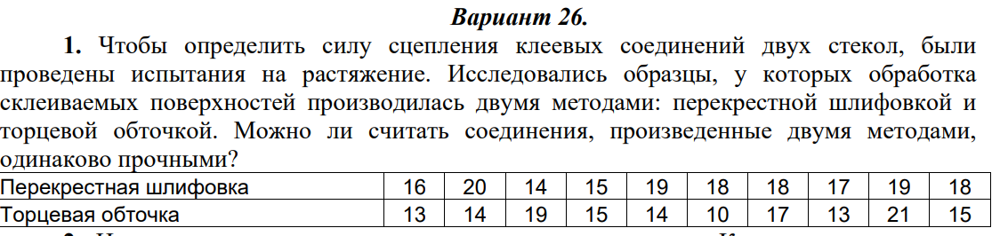 Вариант 26.
1. Чтобы определить силу сцепления клеевых соединений двух стекол, были
проведены испытания на растяжение. Исследовались образцы, у которых обработка
склеиваемых поверхностей производилась двумя методами: перекрестной шлифовкой и
торцевой обточкой. Можно ли считать соединения, произведенные двумя методами,
одинаково прочными?
Перекрестная шлифовка 16 20 14 15 19 18 18 17 19 18
Торцевая обточка 13 14 19 15 14 10 17 13 21 15